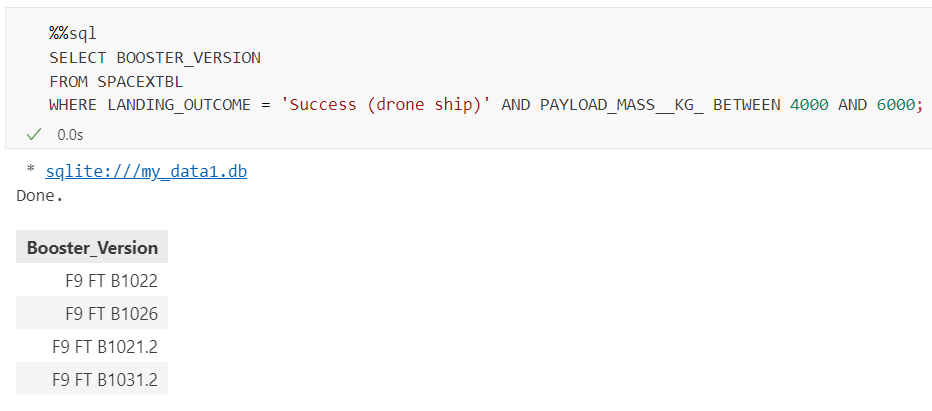 %%sql
SELECT BOOSTER_VERSION
FROM SPACEXTBL
WHERE LANDING_OUTCOME = 'Success (drone ship)' AND PAYLOAD_MASS__KG_ BETWEEN 4000 AND 6000;
0.0s
* sqlite:///my_data1.db
Done.
Booster_Version
F9 FT B1022
F9 FT B1026
F9 FT B1021.2
F9 FT B1031.2